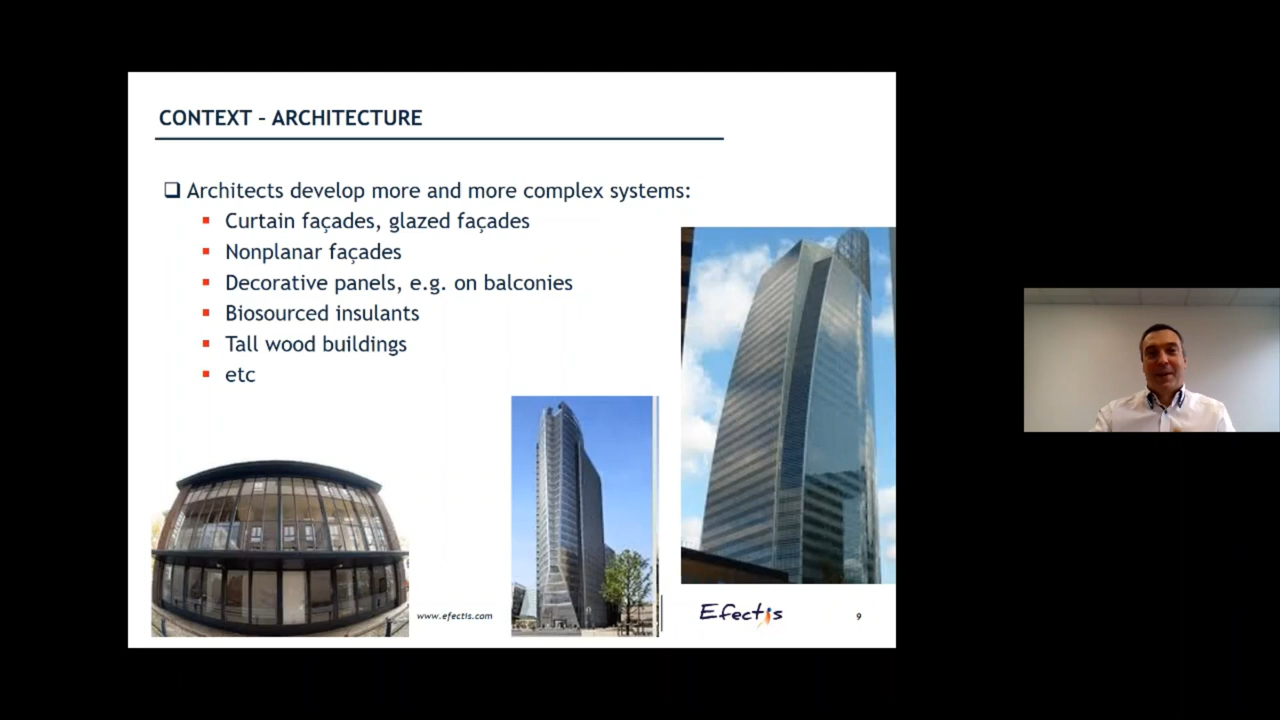 CONTEXT – ARCHITECTURE
❑ Architects develop more and more complex systems:
▪ Curtain façades, glazed façades
▪ Nonplanar façades
▪ Decorative panels, e.g. on balconies
▪ Biosourced insulants
▪ Tall wood buildings
▪ etc
www.efectis.com
Efectis
9